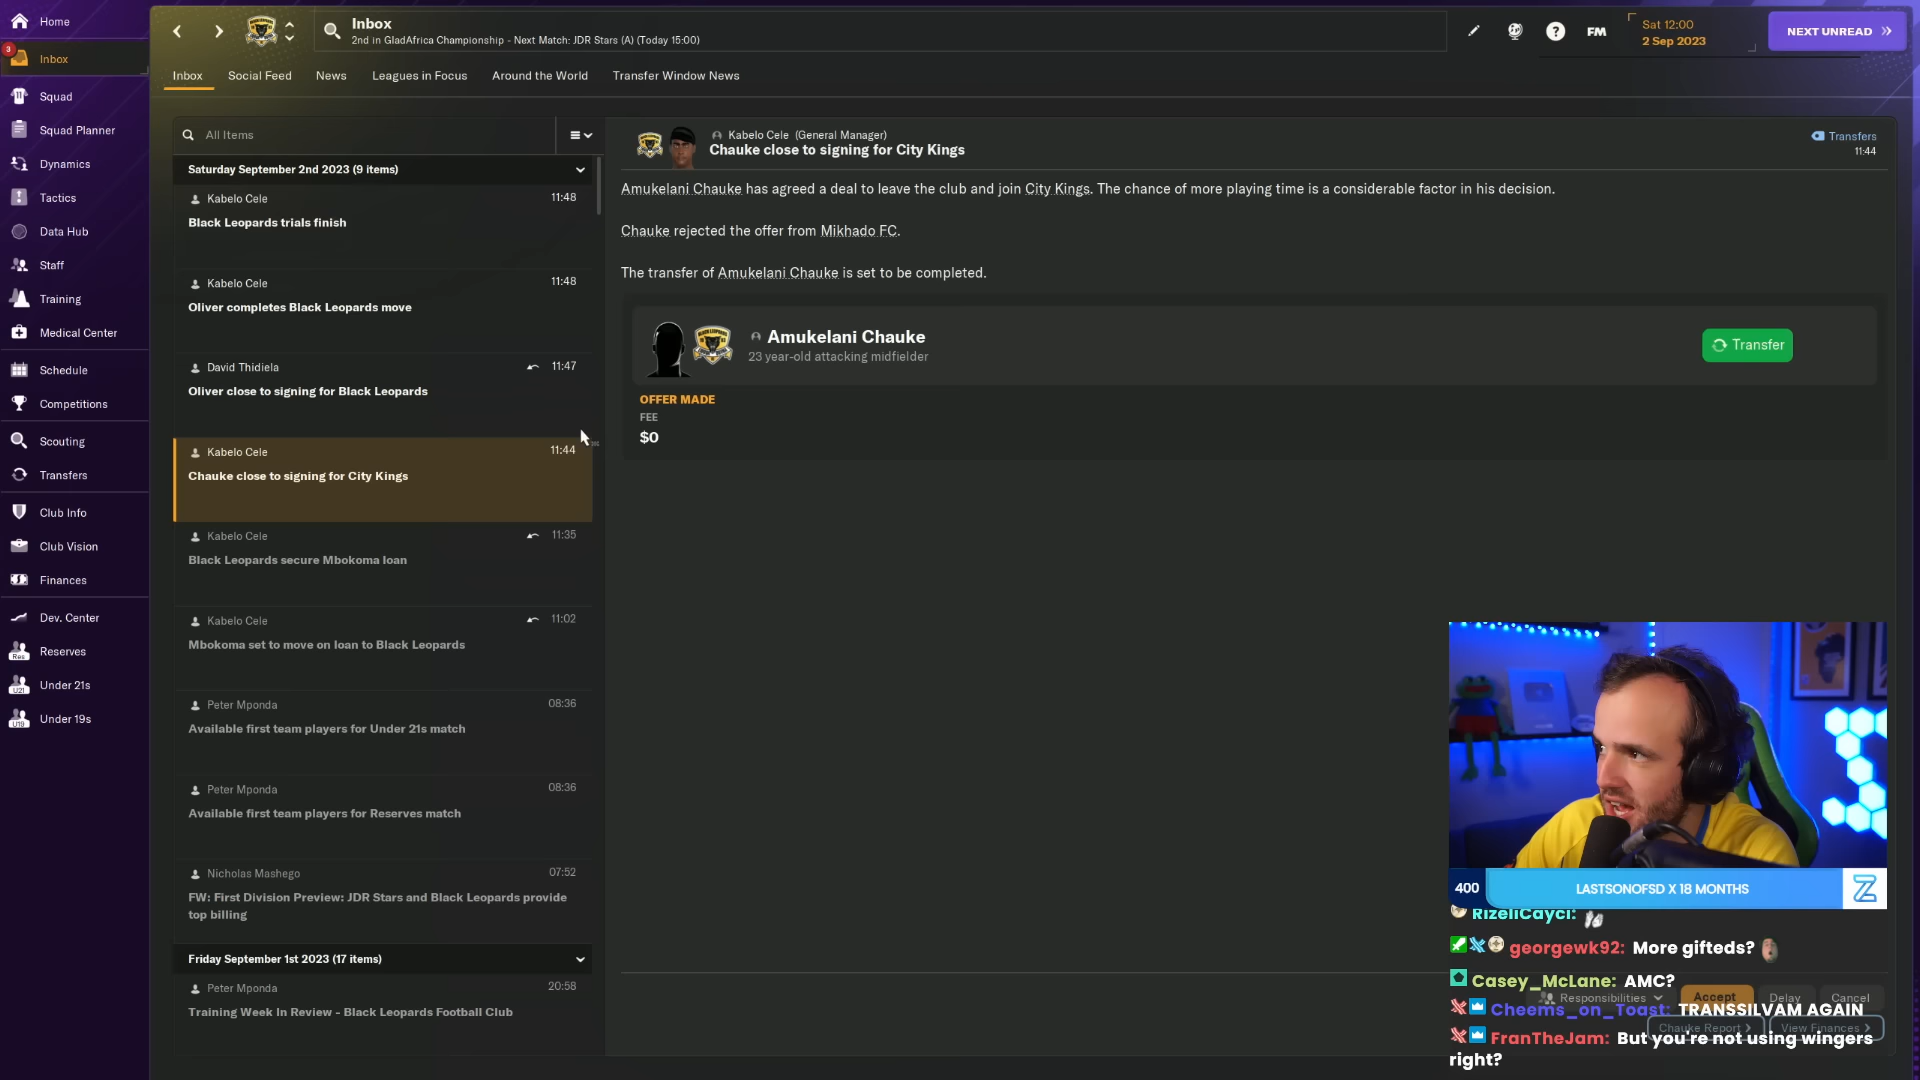 Home
3
Inbox
Squad
Squad Planner
Dynamics
Tactics
Data Hub
Staff
Training
Medical Center
Schedule
Competitions
Scouting
Transfers
Club Info
Club Vision
Finances
Dev. Center
Reserves
Under 21s
Under 19s
Inbox
2nd in GladAfrica Championship - Next Match: JDR Stars (A) (Today 15:00)
FM
Sat 12:00
2 Sep 2023
NEXT UNREAD
Inbox
Social Feed
News
Leagues in Focus
Around the World
Transfer Window News
All Items
Saturday September 2nd 2023 (9 items)
Kabelo Cele 11:48
Black Leopards trials finish
Kabelo Cele 11:48
Oliver completes Black Leopards move
David Thidiela 11:47
Oliver close to signing for Black Leopards
Kabelo Cele 11:44
Chauke close to signing for City Kings
Kabelo Cele 11:35
Black Leopards secure Mbokoma loan
Kabelo Cele 11:02
Mbokoma set to move on loan to Black Leopards
Peter Mponda 08:36
Available first team players for Under 21s match
Peter Mponda 08:36
Available first team players for Reserves match
Nicholas Mashego 07:52
FW: First Division Preview: JDR Stars and Black Leopards provide
top billing
Friday September 1st 2023 (17 items)
Peter Mponda 20:58
Training Week In Review - Black Leopards Football Club
Kabelo Cele (General Manager)
Chauke close to signing for City Kings
Transfers
11:44
Amukelani Chauke has agreed a deal to leave the club and join City Kings. The chance of more playing time is a considerable factor in his decision.
Chauke rejected the offer from Mikhado FC.
The transfer of Amukelani Chauke is set to be completed.
Amukelani Chauke
23 year-old attacking midfielder
Transfer
OFFER MADE
FEE
$0
400
LASTSONOFSD X 18 MONTHS
Z
RizeliCayci:
georgewk92: More gifteds?
Casey_McLane: AMC?
Responsibilities
Accept
Delay
Cancel
Cheems_on_Toast: TRANSSILVAM AGAIN
Chauke Report
View Finances
FranTheJam: But you're not using wingers
right?